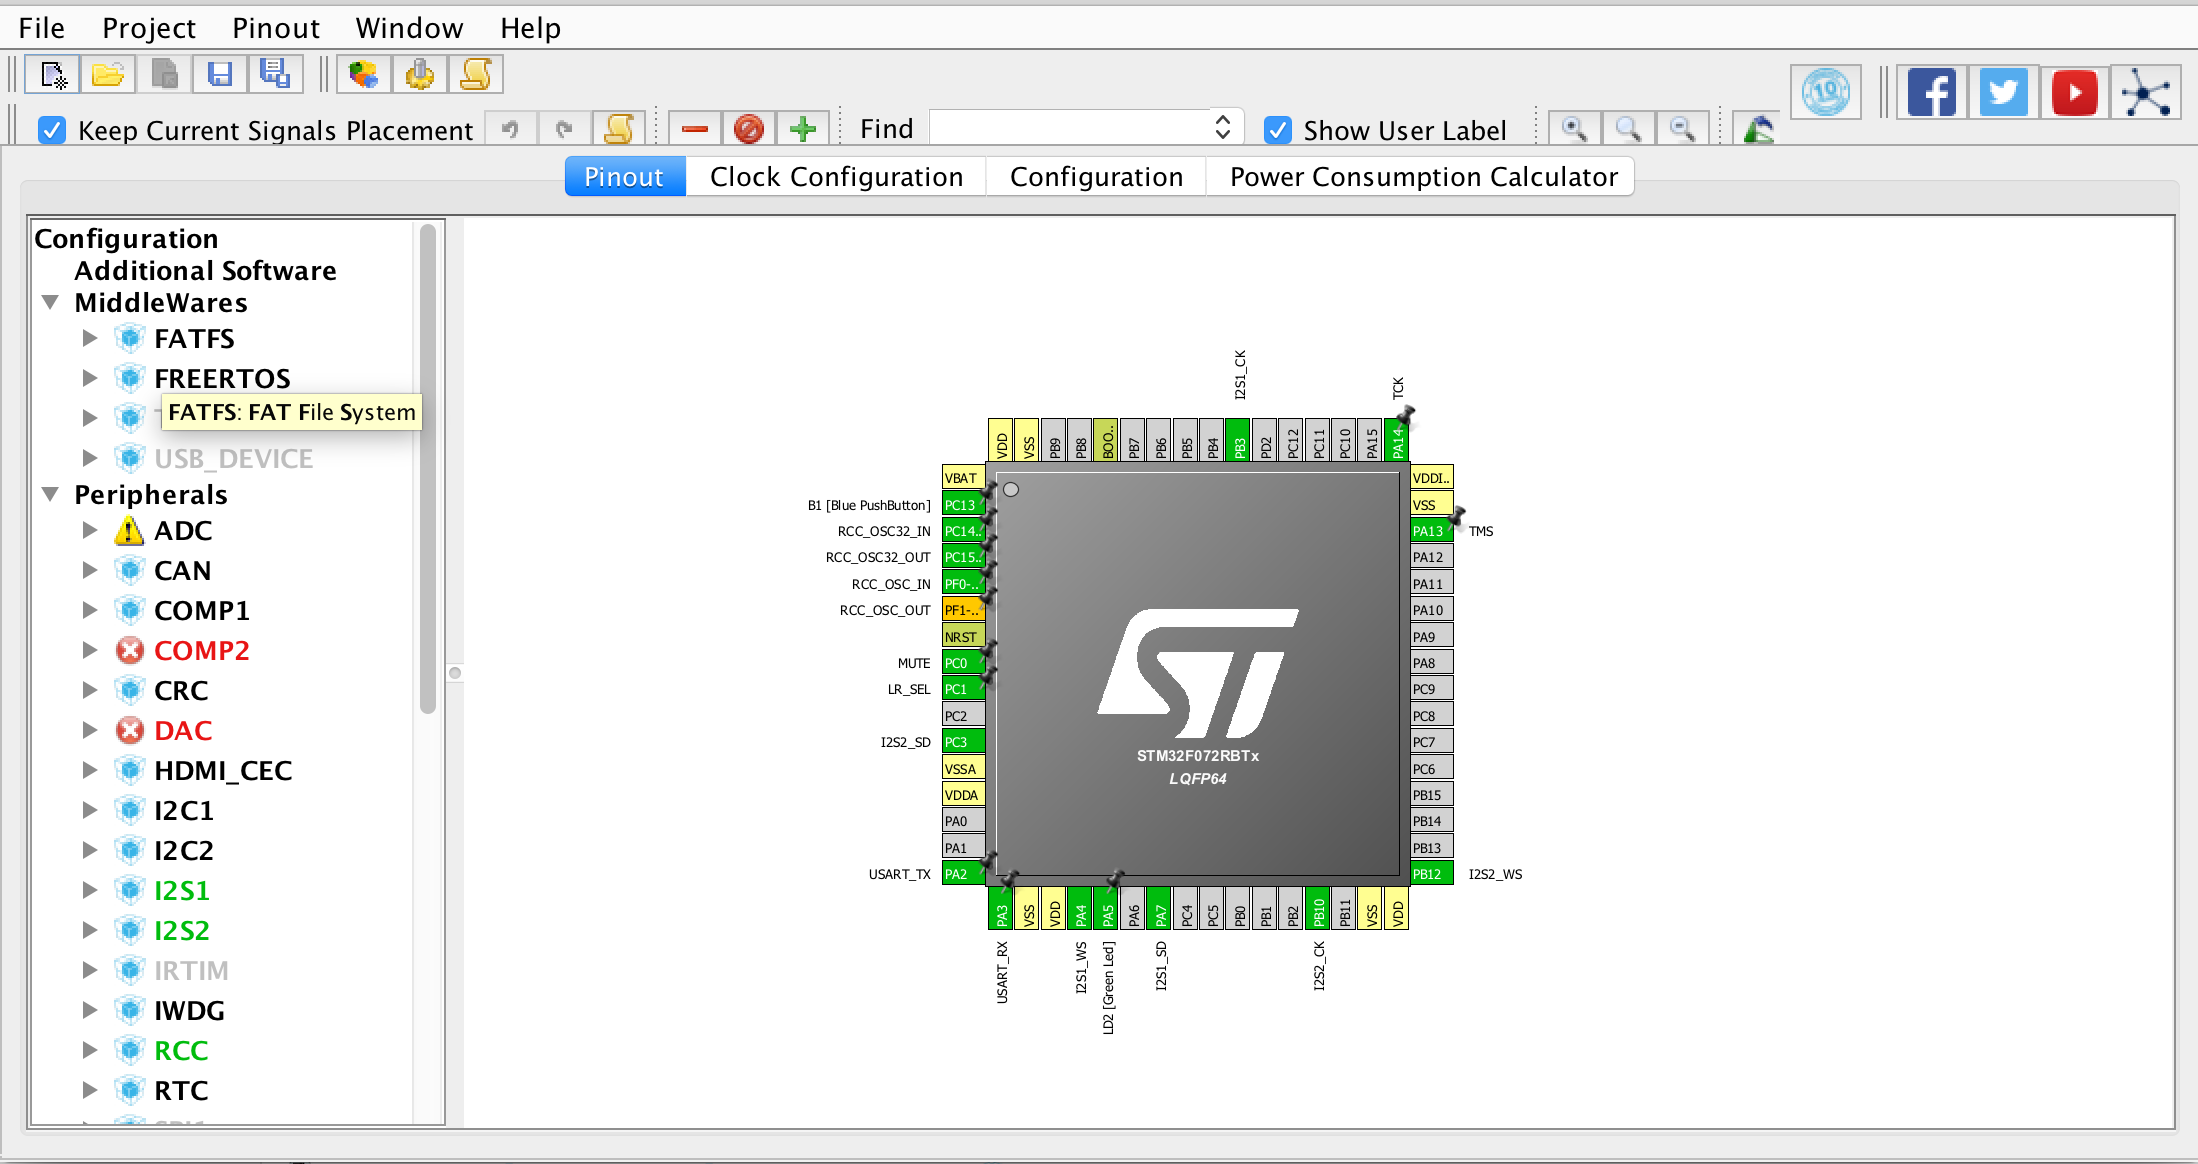 File Project Pinout Window Help
10
Keep Current Signals Placement Find Show User Label
Pinout Clock Configuration Configuration Power Consumption Calculator
Configuration
Additional Software
MiddleWares
FATFS
FREERTOS
FATFS: FAT File System
USB_DEVICE
Peripherals
ADC
CAN
COMP1
COMP2
CRC
DAC
HDMI_CEC
I2C1
I2C2
I2S1
I2S2
IRTIM
IWDG
RCC
RTC
I2S1_CK
TCK
VDD VSS PB9 PB8 BOO.. PB7 PB6 PB5 PB4 PB3 PD2 PC12 PC11 PC10 PA15 PA14
VBAT
B1 [Blue PushButton] PC13
RCC_OSC32_IN PC14..
RCC_OSC32_OUT PC15..
RCC_OSC_IN PF0-..
RCC_OSC_OUT PF1-..
NRST
MUTE PC0
LR_SEL PC1
PC2
I2S2_SD PC3
VSSA
VDDA
PA0
PA1
USART_TX PA2
ST
STM32F072RBTx
LQFP64
VDDI..
VSS
PA13 TMS
PA12
PA11
PA10
PA9
PA8
PC9
PC8
PC7
PC6
PB15
PB14
PB13
PB12 I2S2_WS
PA3 VSS VDD PA4 PA5 PA6 PA7 PC4 PC5 PB0 PB1 PB2 PB10 PB11 VSS VDD
USART_RX
I2S1_WS
LD2 [Green Led]
I2S1_SD
I2S2_CK